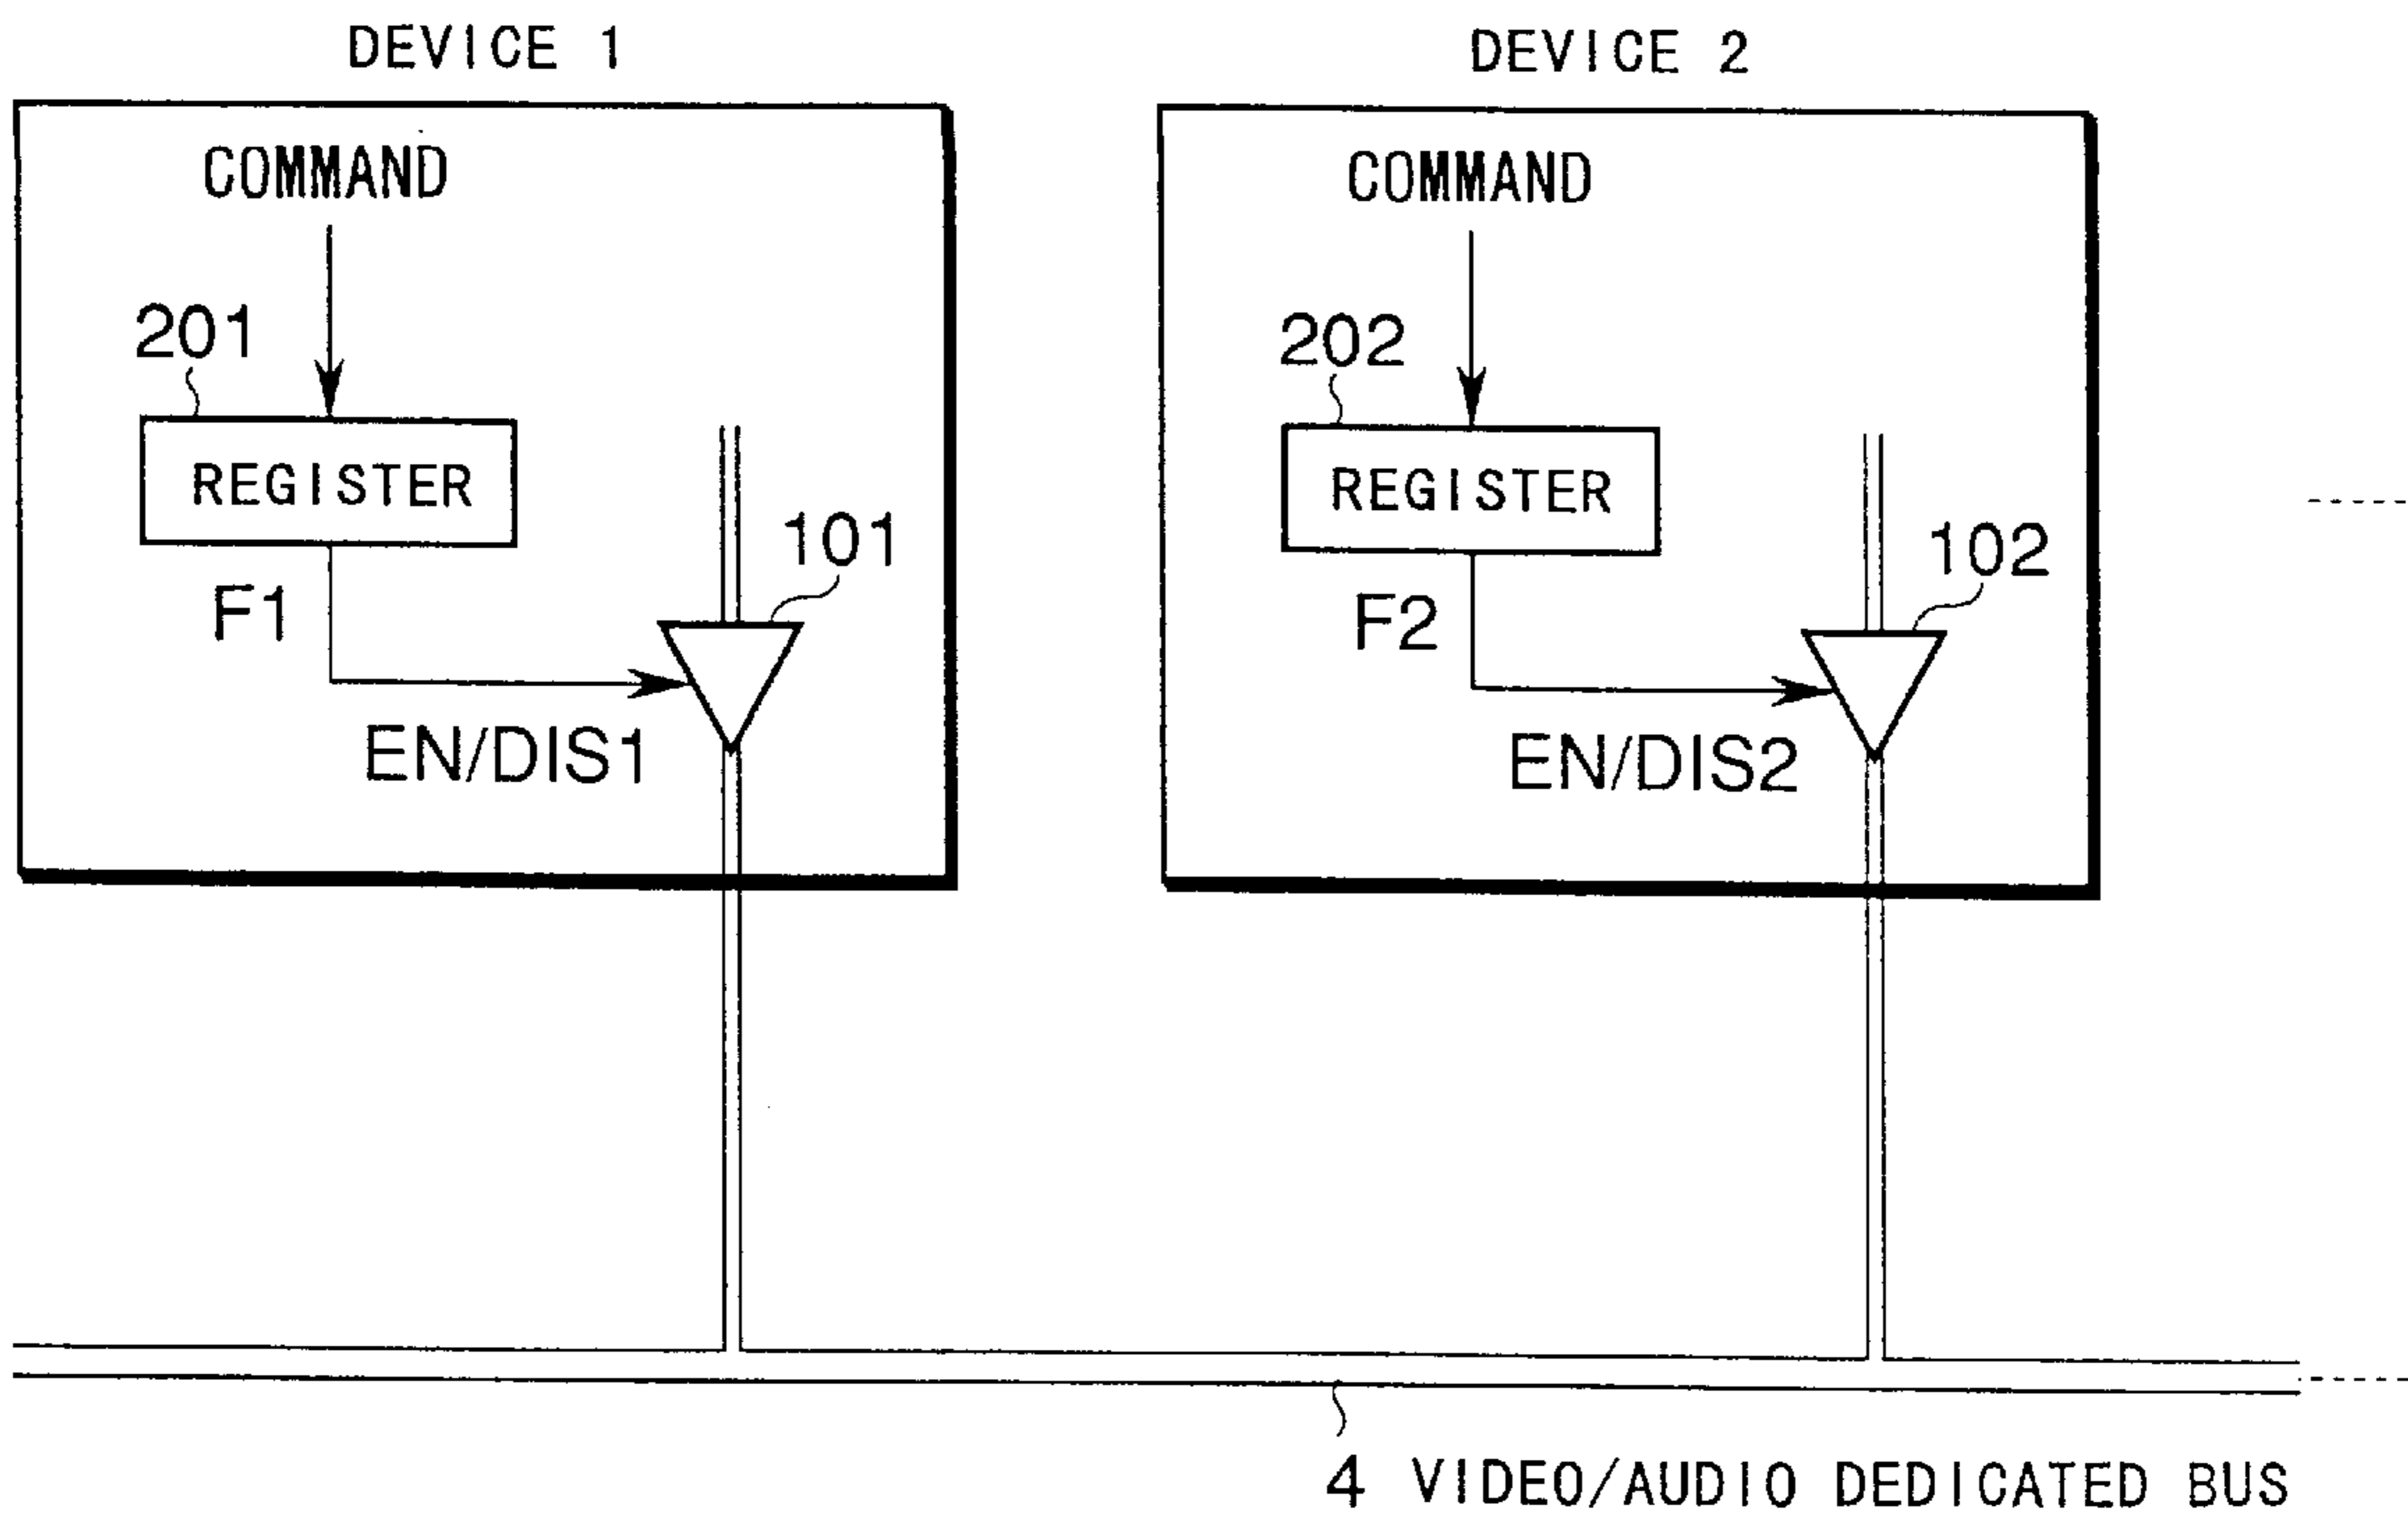 DEVICE 1
DEVICE 2
COMMAND
COMMAND
201
202
REGISTER
REGISTER
101
102
F1
F2
EN/DIS1
EN/DIS2
4 VIDEO/AUDIO DEDICATED BUS